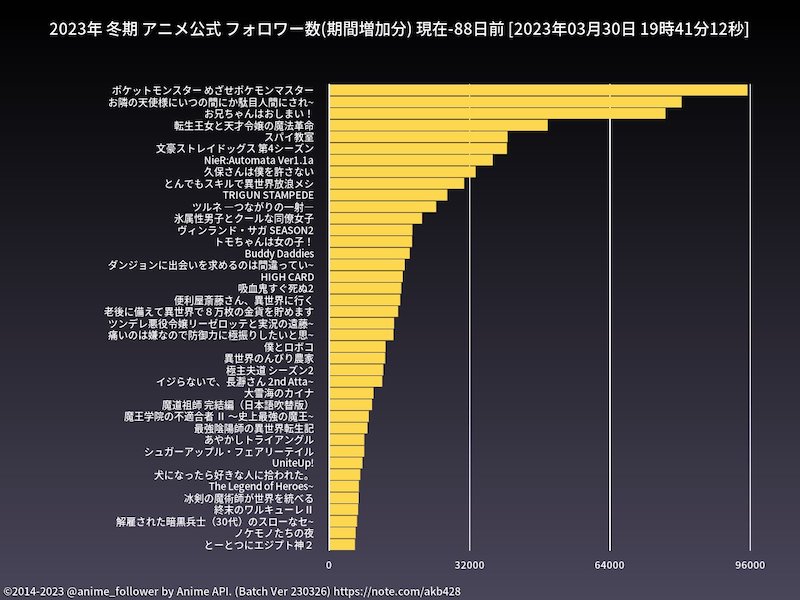 2023年 冬期 アニメ公式 フォロワー数(期間増加分) 現在-88日前 [2023年03月30日 19時41分12秒]
ポケットモンスター めざせポケモンマスター
お隣の天使様にいつの間にか駄目人間にされ~
お兄ちゃんはおしまい！
転生王女と天才令嬢の魔法革命
スパイ教室
文豪ストレイドッグス 第4シーズン
NieR:Automata Ver1.1a
久保さんは僕を許さない
とんでもスキルで異世界放浪メシ
TRIGUN STAMPEDE
ツルネ ―つながりの一射―
氷属性男子とクールな同僚女子
ヴィンランド・サガ SEASON2
トモちゃんは女の子！
Buddy Daddies
ダンジョンに出会いを求めるのは間違ってい~
HIGH CARD
吸血鬼すぐ死ぬ2
便利屋斎藤さん、異世界に行く
老後に備えて異世界で８万枚の金貨を貯めます
ツンデレ悪役令嬢リーゼロッテと実況の遠藤~
痛いのは嫌なので防御力に極振りしたいと思~
僕とロボコ
異世界のんびり農家
極主夫道 シーズン2
イジらないで、長瀞さん 2nd Atta~
大雪海のカイナ
魔道祖師 完結編（日本語吹替版）
魔王学院の不適合者 Ⅱ ～史上最強の魔王~
最強陰陽師の異世界転生記
あやかしトライアングル
シュガーアップル・フェアリーテイル
UniteUp!
犬になったら好きな人に拾われた。
The Legend of Heroes~
氷剣の魔術師が世界を統べる
終末のワルキューレⅡ
解雇された暗黒兵士（30代）のスローなセ~
ノケモノたちの夜
とーとつにエジプト神２
0 32000 64000 96000
©2014-2023 @anime_follower by Anime API. (Batch Ver 230326) https://note.com/akb428